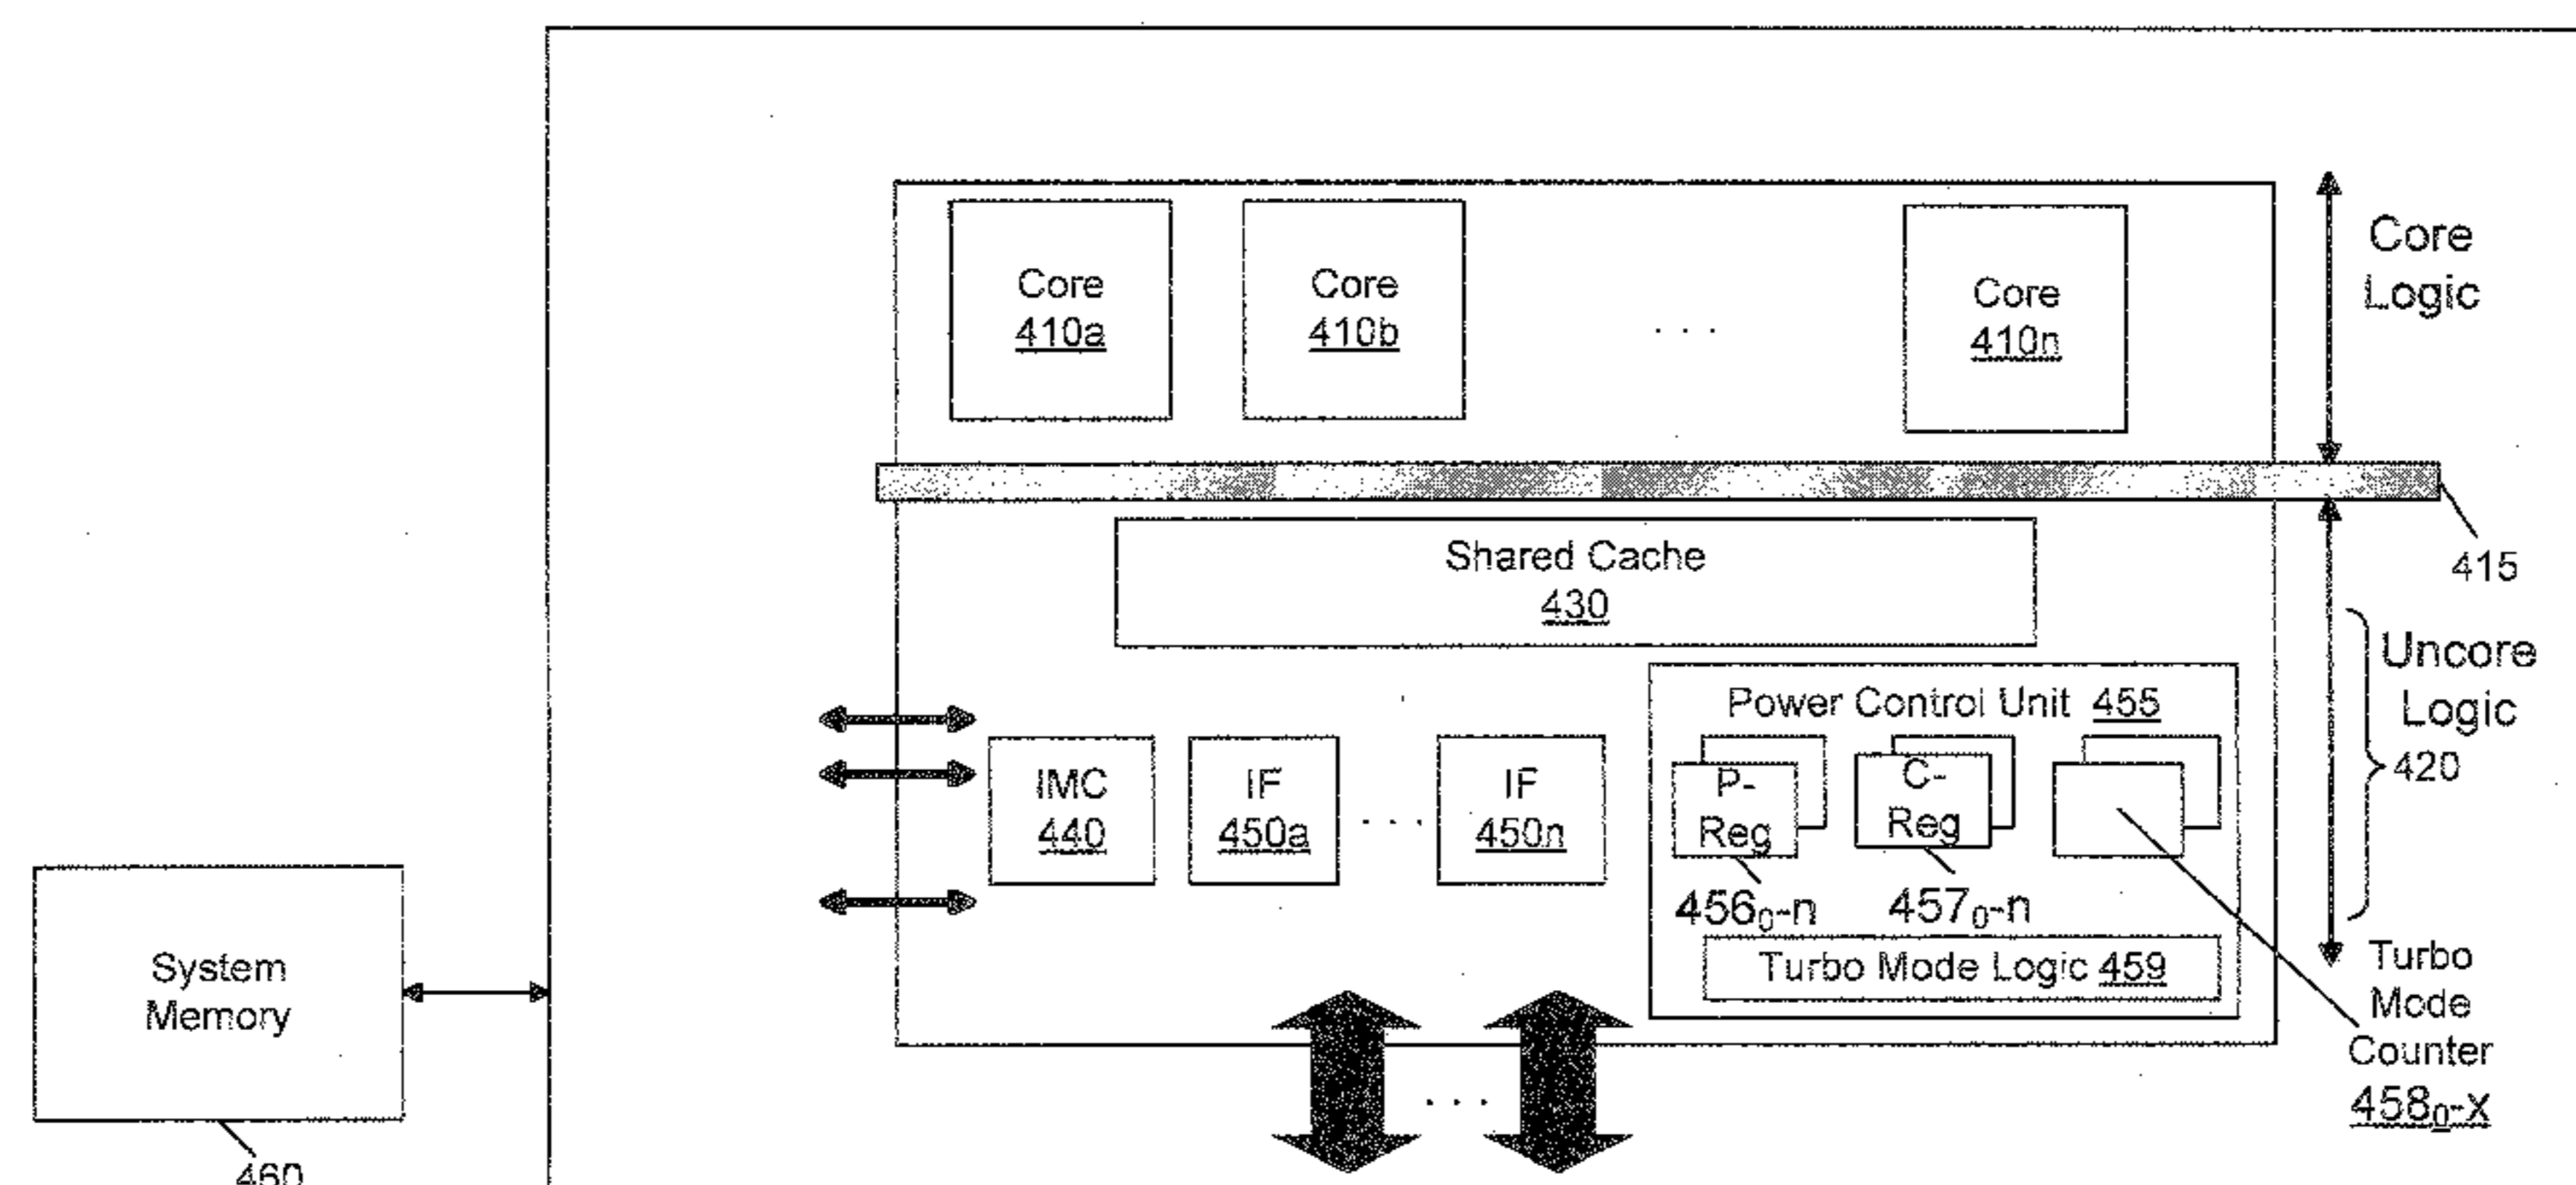 Core
410a
Core
410b
. . .
Core
410n
Core
Logic
415
Shared Cache
430
Uncore
Logic
420
Power Control Unit 455
P-
Reg
C-
Reg
4560-n
4570-n
Turbo Mode Logic 459
IMC
440
IF
450a
. . .
IF
450n
Turbo
Mode
Counter
4580-x
System
Memory
460
. . .